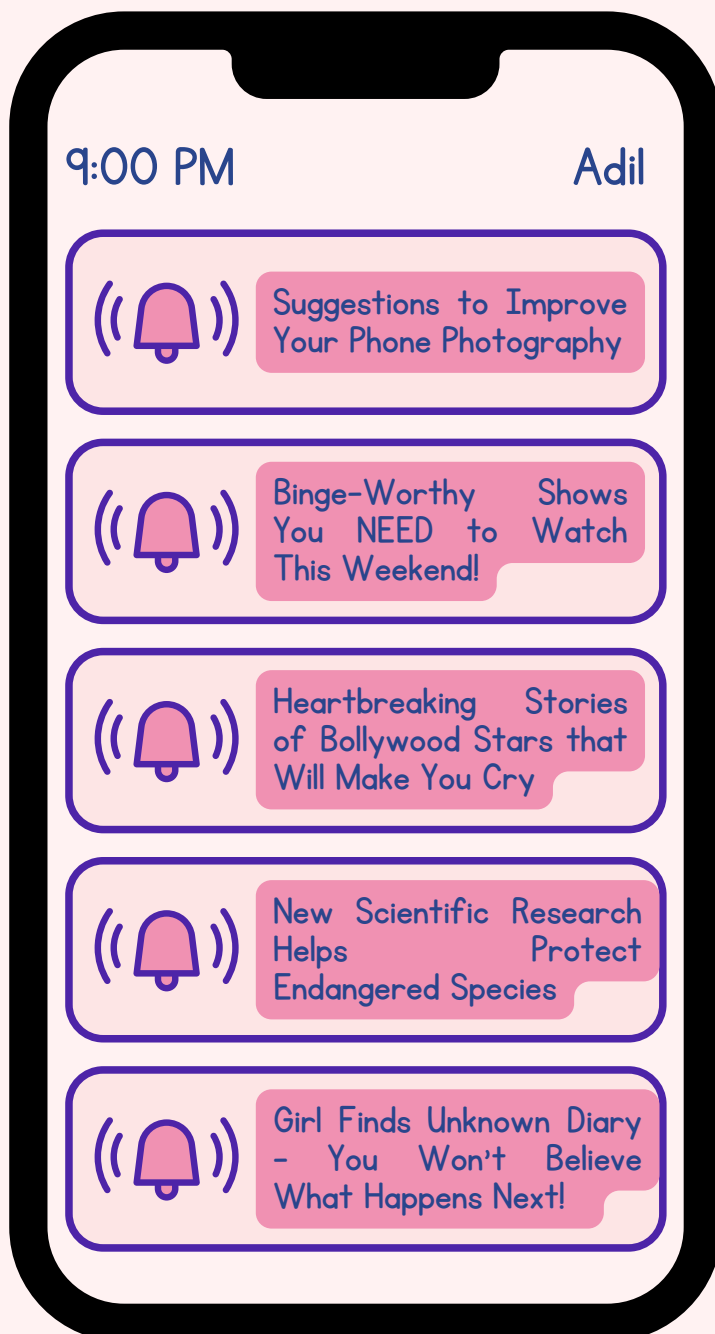 9:00 PM
Adil
Suggestions to Improve
Your Phone Photography
Binge-Worthy Shows
You NEED to Watch
This Weekend!
Heartbreaking Stories
of Bollywood Stars that
Will Make You Cry
New Scientific Research
Helps Protect
Endangered Species
Girl Finds Unknown Diary
- You Won't Believe
What Happens Next!